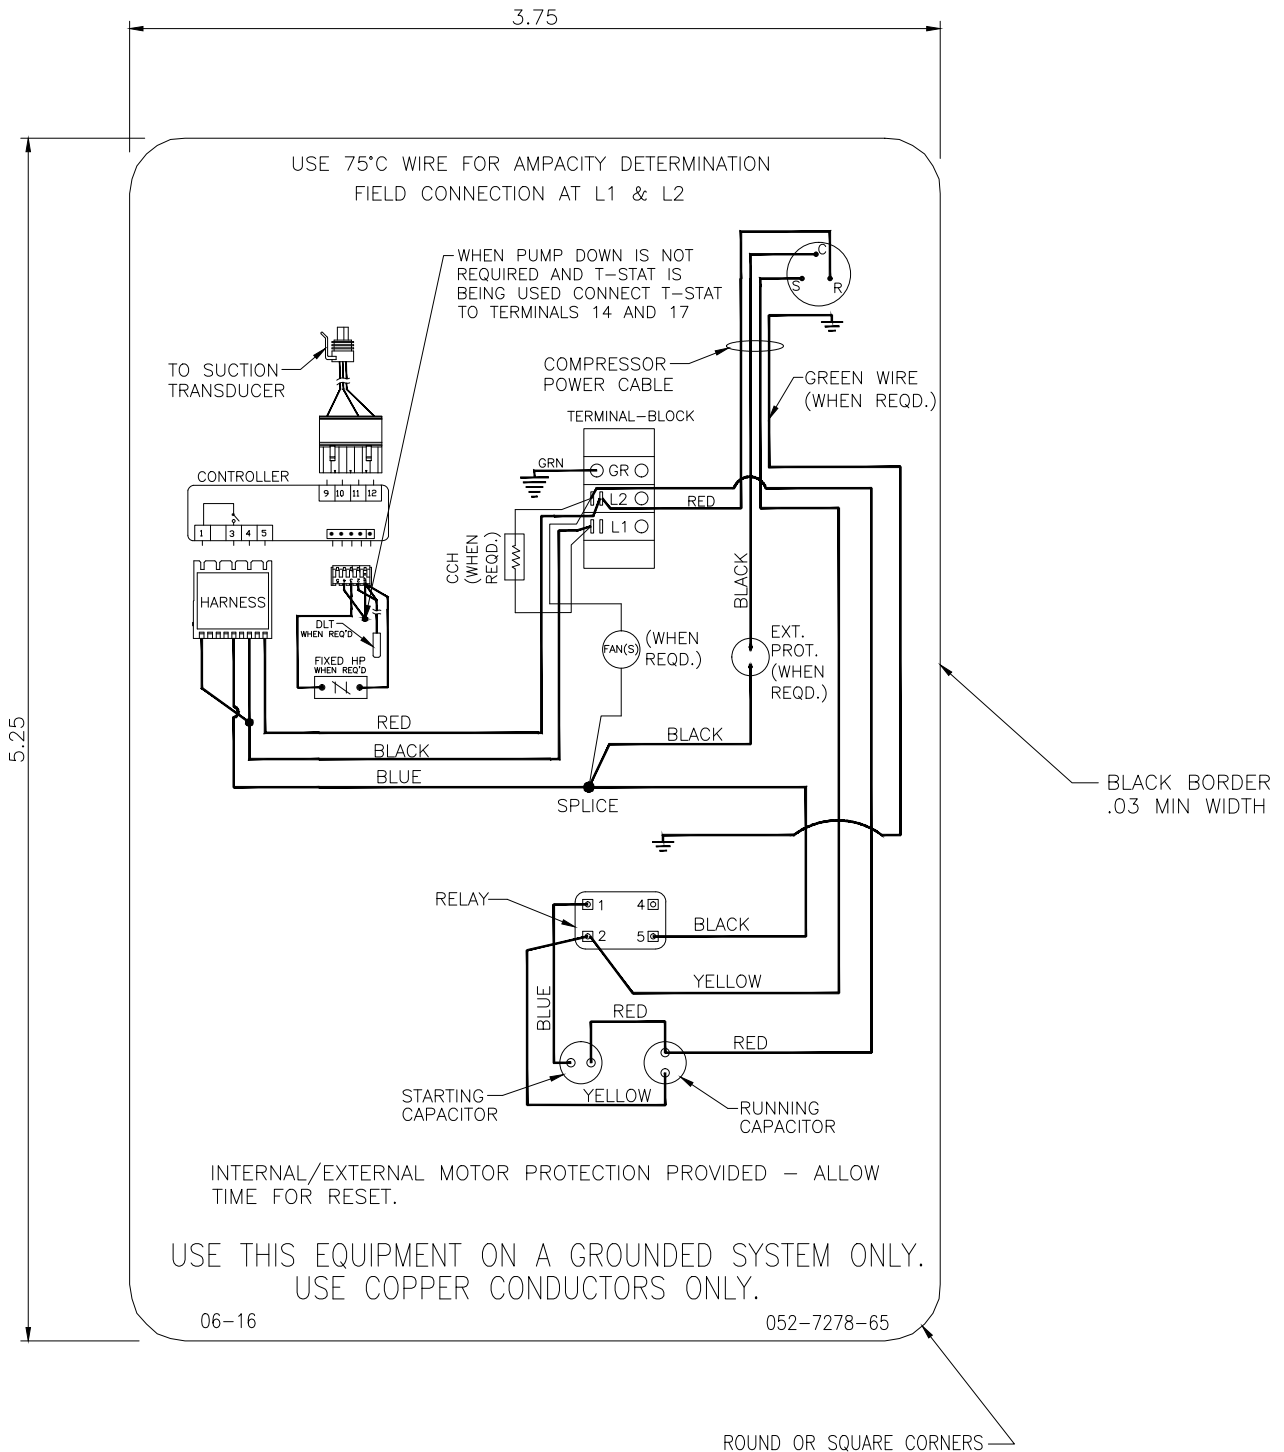 3.75
5.25
USE 75°C WIRE FOR AMPACITY DETERMINATION
FIELD CONNECTION AT L1 & L2
WHEN PUMP DOWN IS NOT
REQUIRED AND T-STAT IS
BEING USED CONNECT T-STAT
TO TERMINALS 14 AND 17
C
S
R
TO SUCTION
TRANSDUCER
COMPRESSOR
POWER CABLE
GREEN WIRE
(WHEN REQD.)
TERMINAL-BLOCK
GRN
GR
L2
L1
RED
CONTROLLER
9 10 11 12
1 3 4 5
CCH
(WHEN
REQD.)
BLACK
HARNESS
DLT
WHEN REQ'D
FIXED HP
WHEN REQ'D
FAN(S)
(WHEN
REQD.)
EXT.
PROT.
(WHEN
REQD.)
RED
BLACK
BLUE
BLACK
SPLICE
BLACK BORDER
.03 MIN WIDTH
RELAY
1 4
2 5
BLACK
YELLOW
BLUE
RED
RED
YELLOW
STARTING
CAPACITOR
RUNNING
CAPACITOR
INTERNAL/EXTERNAL MOTOR PROTECTION PROVIDED - ALLOW
TIME FOR RESET.
USE THIS EQUIPMENT ON A GROUNDED SYSTEM ONLY.
USE COPPER CONDUCTORS ONLY.
06-16
052-7278-65
ROUND OR SQUARE CORNERS